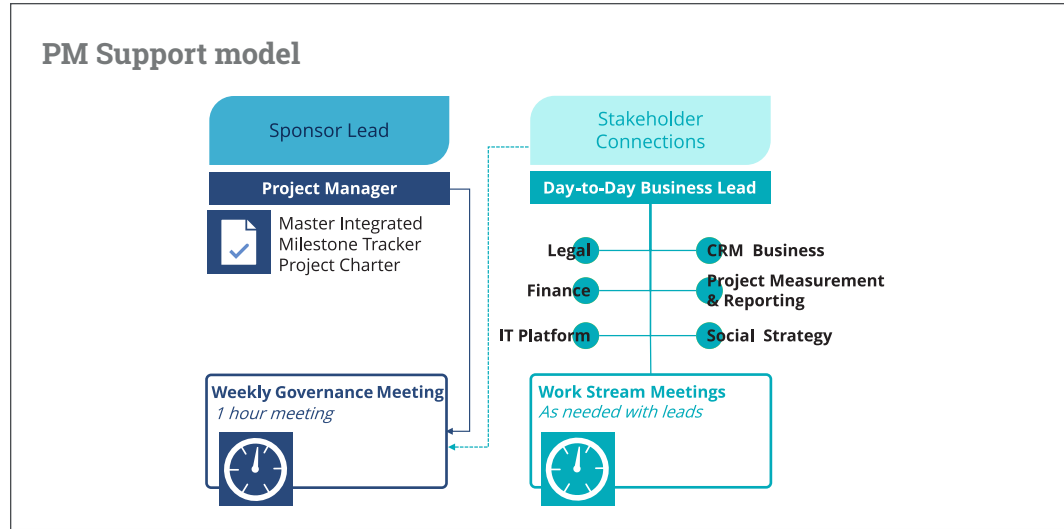 PM Support model
Sponsor Lead
Project Manager
Master Integrated
Milestone Tracker
Project Charter
Weekly Governance Meeting
1 hour meeting
Stakeholder
Connections
Day-to-Day Business Lead
Legal
CRM Business
Finance
Project Measurement
& Reporting
IT Platform
Social Strategy
Work Stream Meetings
As needed with leads